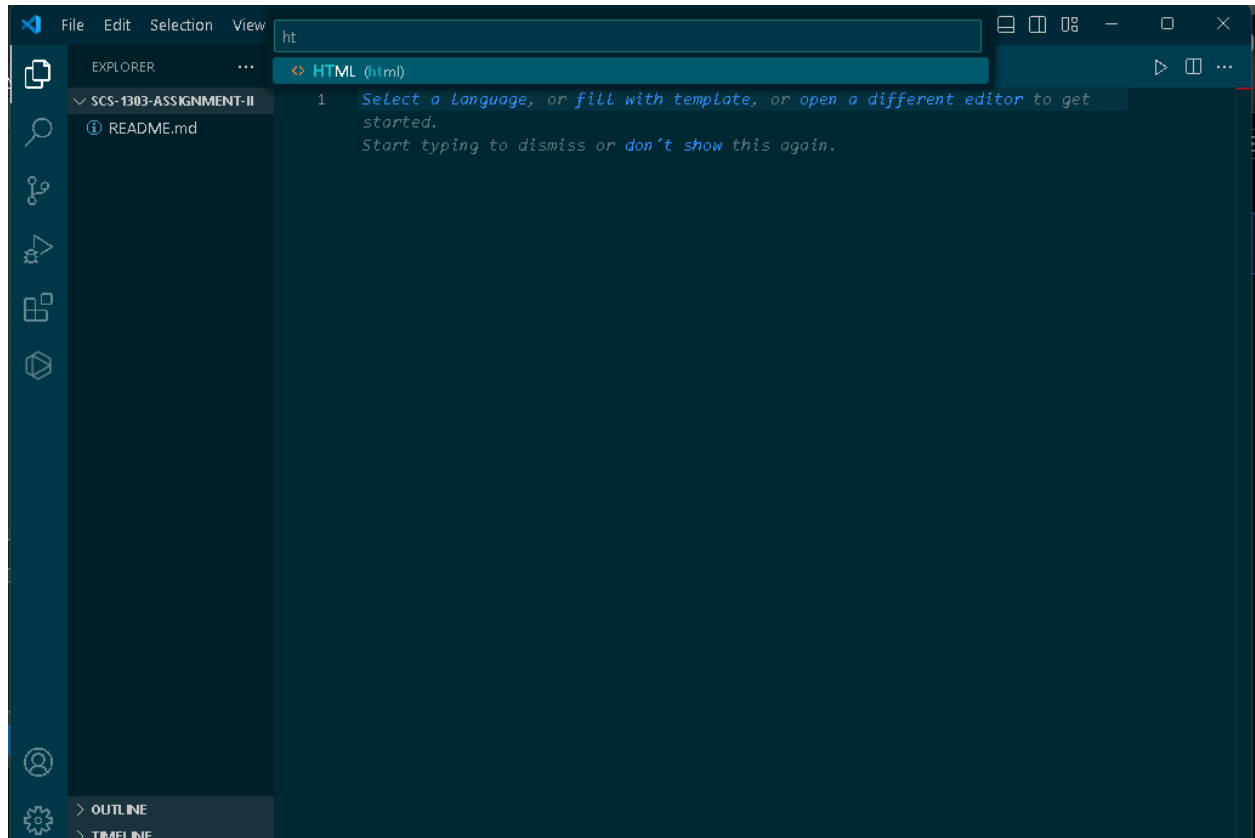 File Edit Selection View
ht
HTML (html)
EXPLORER ...
SCS-1303-ASSIGNMENT-II
README.md
1 Select a language, or fill with template, or open a different editor to get
started.
Start typing to dismiss or don't show this again.
OUTLINE
TIMELINE